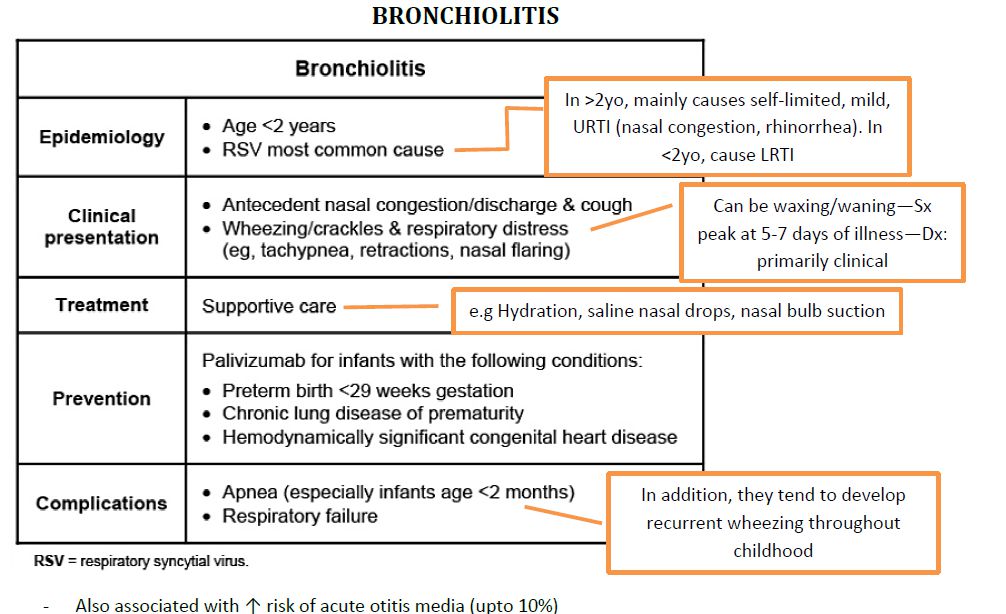 BRONCHIOLITIS
Bronchiolitis
Epidemiology
• Age <2 years
• RSV most common cause
In >2yo, mainly causes self-limited, mild,
URTI (nasal congestion, rhinorrhea). In
<2yo, cause LRTI
Clinical
presentation
• Antecedent nasal congestion/discharge & cough
• Wheezing/crackles & respiratory distress
(eg, tachypnea, retractions, nasal flaring)
Can be waxing/waning—Sx
peak at 5-7 days of illness—Dx:
primarily clinical
Treatment
Supportive care
e.g Hydration, saline nasal drops, nasal bulb suction
Prevention
Palivizumab for infants with the following conditions:
• Preterm birth <29 weeks gestation
• Chronic lung disease of prematurity
• Hemodynamically significant congenital heart disease
Complications
• Apnea (especially infants age <2 months)
• Respiratory failure
In addition, they tend to develop
recurrent wheezing throughout
childhood
RSV = respiratory syncytial virus.
- Also associated with ↑ risk of acute otitis media (upto 10%)